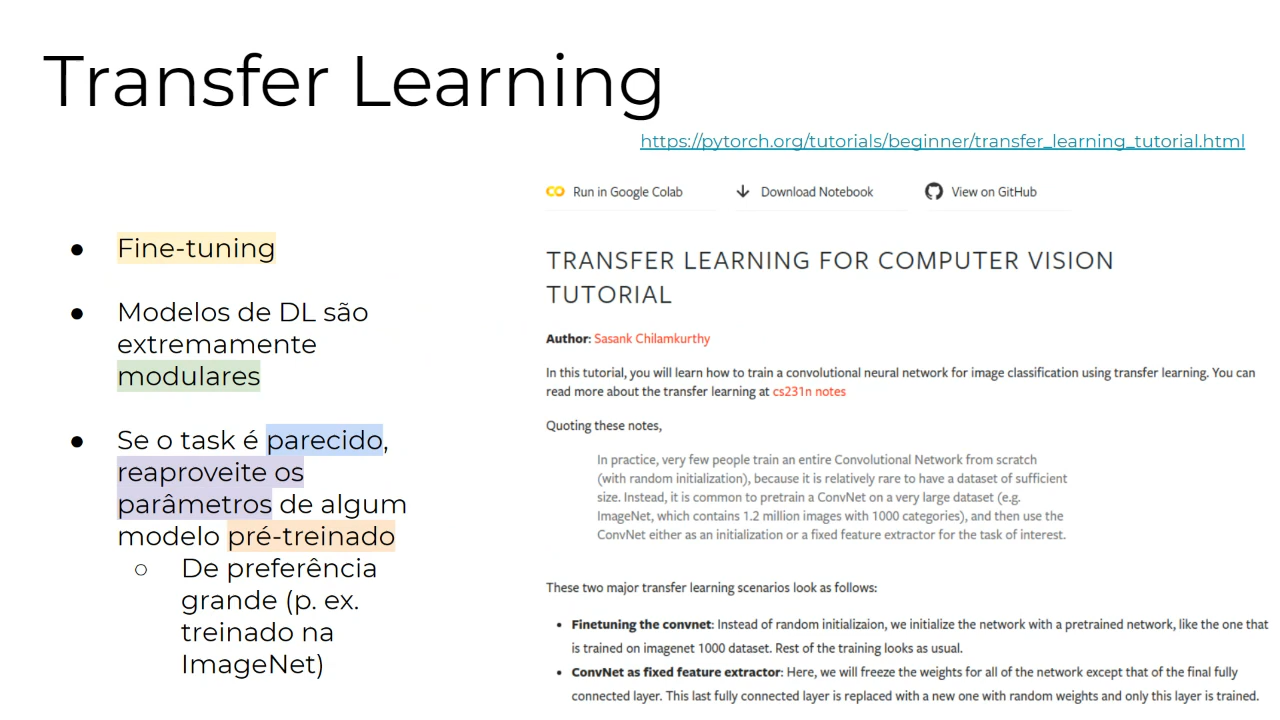 Transfer Learning
https://pytorch.org/tutorials/beginner/transfer_learning_tutorial.html
● Fine-tuning
● Modelos de DL são
extremamente
modulares
● Se o task é parecido,
reaproveite os
parâmetros de algum
modelo pré-treinado
○ De preferência
grande (p. ex.
treinado na
ImageNet)
Run in Google Colab
Download Notebook
View on GitHub
TRANSFER LEARNING FOR COMPUTER VISION
TUTORIAL
Author: Sasank Chilamkurthy
In this tutorial, you will learn how to train a convolutional neural network for image classification using transfer learning. You can
read more about the transfer learning at cs231n notes
Quoting these notes,
In practice, very few people train an entire Convolutional Network from scratch
(with random initialization), because it is relatively rare to have a dataset of sufficient
size. Instead, it is common to pretrain a ConvNet on a very large dataset (e.g.
ImageNet, which contains 1.2 million images with 1000 categories), and then use the
ConvNet either as an initialization or a fixed feature extractor for the task of interest.
These two major transfer learning scenarios look as follows:
• Finetuning the convnet: Instead of random initializaion, we initialize the network with a pretrained network, like the one that
is trained on imagenet 1000 dataset. Rest of the training looks as usual.
• ConvNet as fixed feature extractor: Here, we will freeze the weights for all of the network except that of the final fully
connected layer. This last fully connected layer is replaced with a new one with random weights and only this layer is trained.